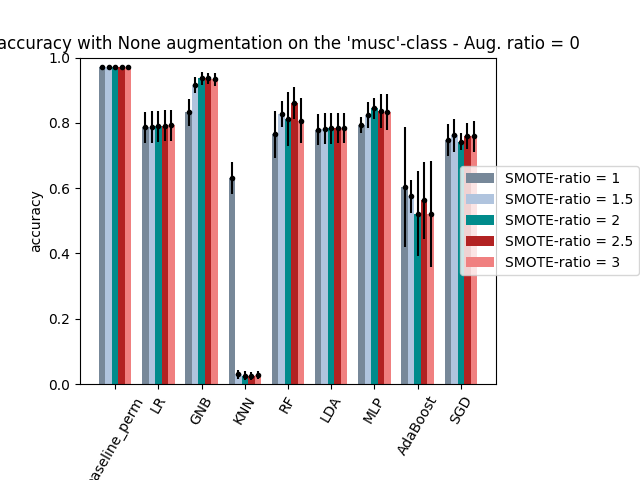 accuracy with None augmentation on the 'musc'-class - Aug. ratio = 0
1.0
0.8
0.6
0.4
0.2
0.0
accuracy
SMOTE-ratio = 1
SMOTE-ratio = 1.5
SMOTE-ratio = 2
SMOTE-ratio = 2.5
SMOTE-ratio = 3
aseline_perm
LR
GNB
KNN
RF
LDA
MLP
AdaBoost
SGD